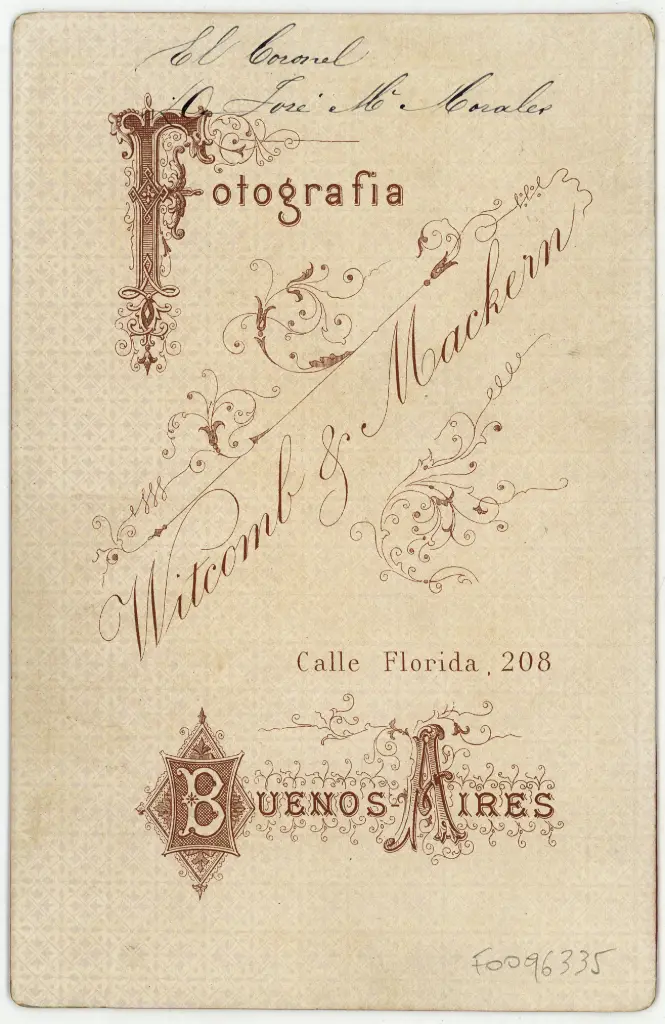 El Coronel
D. José Mª Morales
Fotografia
Witcomb & Mackern
Calle Florida, 208
BUENOS AIRES
F0096335